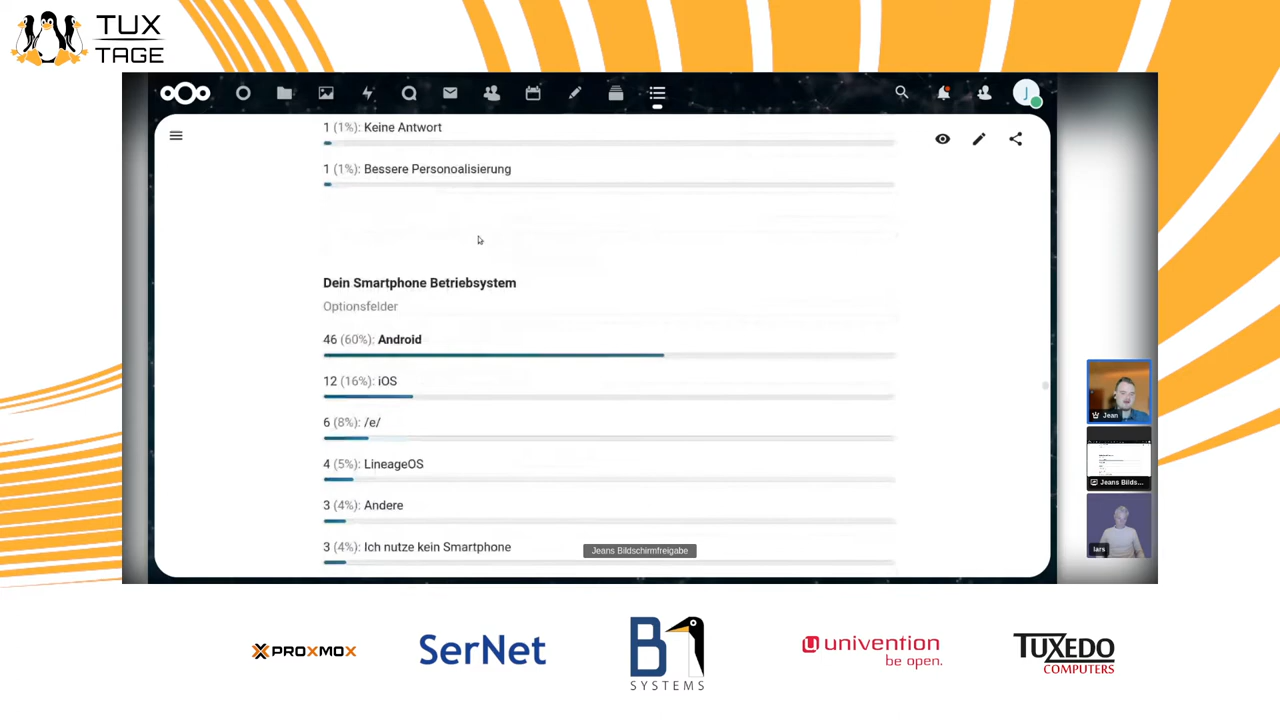 TUX
TAGE
J
1 (1%): Keine Antwort
1 (1%): Bessere Personoalisierung
Dein Smartphone Betriebsystem
Optionsfelder
46 (60%): Android
12 (16%): iOS
6 (8%): /e/
4 (5%): LineageOS
3 (4%): Andere
3 (4%): Ich nutze kein Smartphone
Jeans Bildschirmfreigabe
Jean
Jeans Bilds...
lars
PROXMOX
SerNet
B1
SYSTEMS
univention
be open.
TUXEDO
COMPUTERS